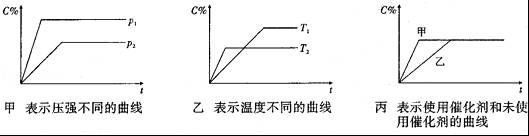 C%
p₁
p₂
t
甲 表示压强不同的曲线
C%
T₁
T₂
t
乙 表示温度不同的曲线
C%
甲
乙
t
丙 表示使用催化剂和未使
用催化剂的曲线